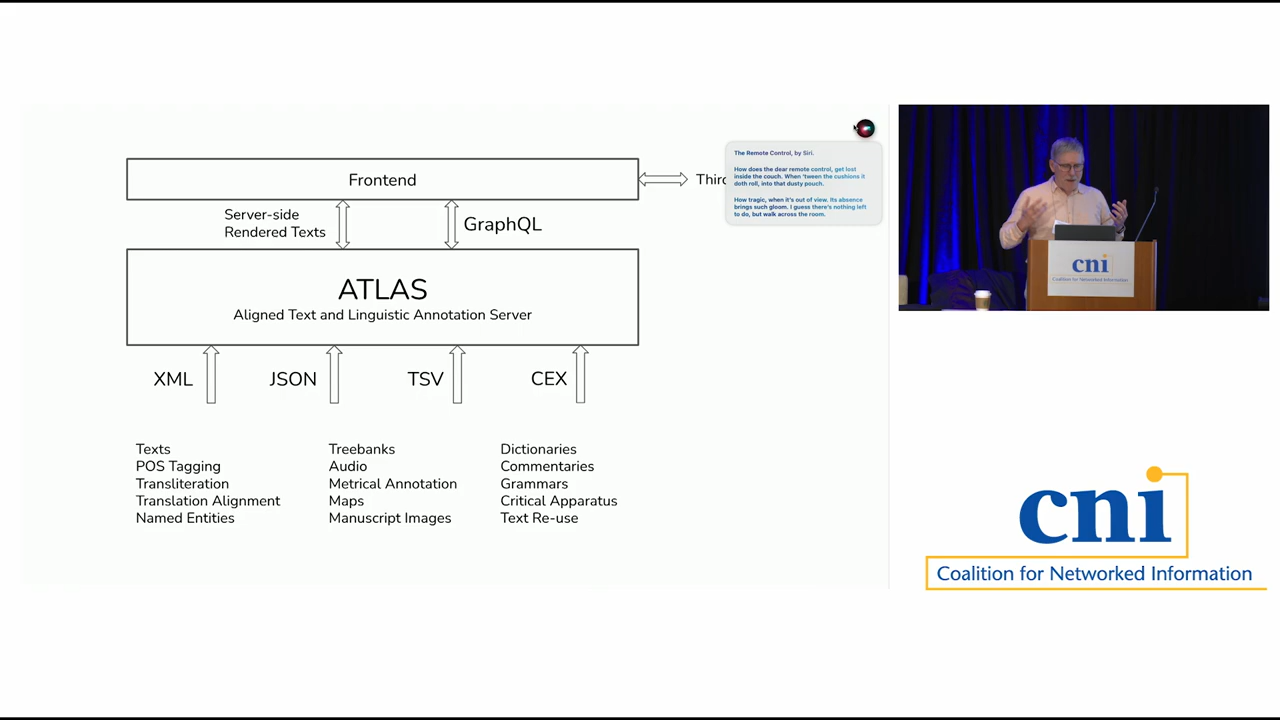 Frontend
Third
The Remote Control, by Siri.
How does the dear remote control, get lost
inside the couch. When 'tween the cushions it
doth roll, into that dusty pouch.
How tragic, when it's out of view. Its absence
brings such gloom. I guess there's nothing left
to do, but walk across the room.
Server-side
Rendered Texts
GraphQL
ATLAS
Aligned Text and Linguistic Annotation Server
XML
JSON
TSV
CEX
Texts
POS Tagging
Transliteration
Translation Alignment
Named Entities
Treebanks
Audio
Metrical Annotation
Maps
Manuscript Images
Dictionaries
Commentaries
Grammars
Critical Apparatus
Text Re-use
cni
Coalition for Networked Information
cni
Coalition for Networked Information